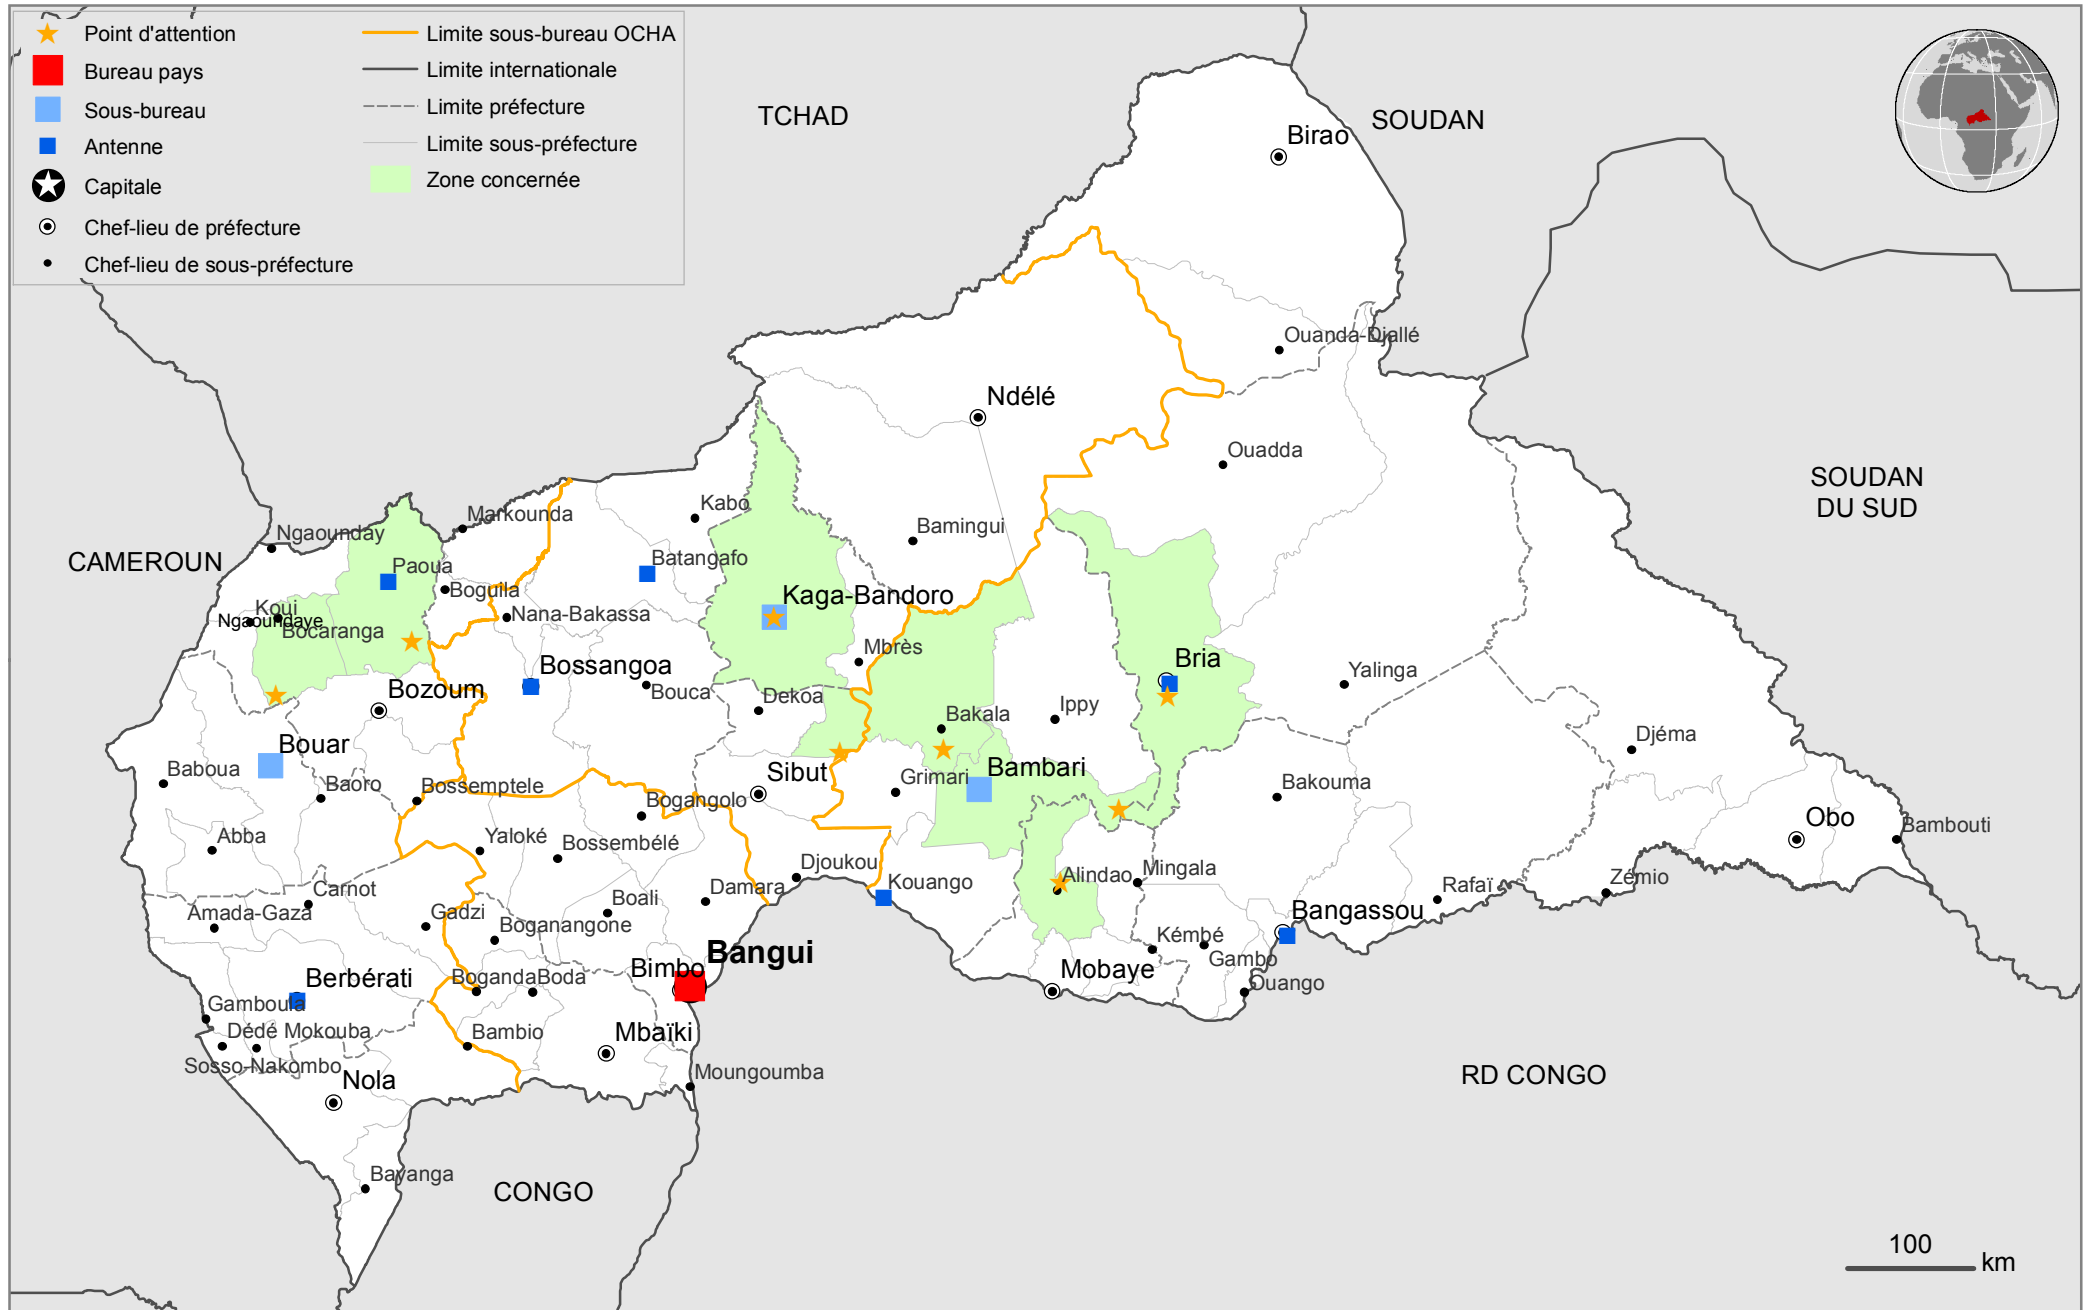 Point d'attention
Bureau pays
Sous-bureau
Antenne
Capitale
Chef-lieu de préfecture
Chef-lieu de sous-préfecture
Limite sous-bureau OCHA
Limite internationale
Limite préfecture
Limite sous-préfecture
Zone concernée
TCHAD
SOUDAN
Birao
Ouanda-Djallé
Ndélé
Ouadda
SOUDAN
DU SUD
Kabo
Markounda
Bamingui
Ngaounday
CAMEROUN
Batangafo
Paoua
Boguila
Kaga-Bandoro
Koui
Nana-Bakassa
Ngaoundaye
Bocaranga
Mbrès
Bria
Bossangoa
Yalinga
Bozoum
Bouca
Dekoa
Ippy
Bakala
Djéma
Bouar
Baboua
Baoro
Bossemptele
Sibut
Grimari
Bambari
Bakouma
Bogangolo
Obo
Bambouti
Abba
Yaloké
Bossembélé
Djoukou
Alindao
Mingala
Kouango
Zémio
Rafaï
Carnot
Damara
Boali
Amada-Gaza
Gadzi
Boganangone
Bangassou
Kémbé
Gambo
Bangui
Bimbo
Mobaye
Ouango
Berbérati
Boganda
Boda
Gamboula
Dédé Mokouba
Bambio
Mbaïki
Sosso-Nakombo
Nola
Moungoumba
RD CONGO
Bayanga
CONGO
100
km